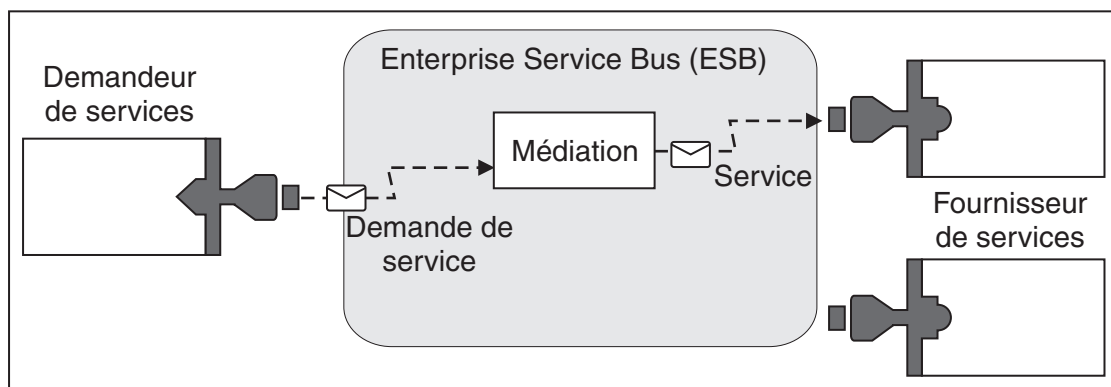 Enterprise Service Bus (ESB)
Demandeur
de services
Médiation
Service
Demande de
service
Fournisseur
de services